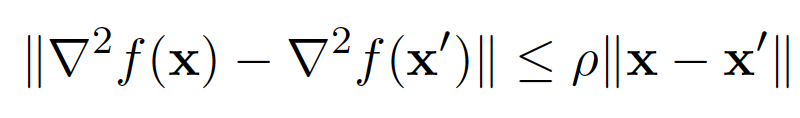 ‖∇²f(𝐱) − ∇²f(𝐱′)‖ ≤ ρ‖𝐱 − 𝐱′‖